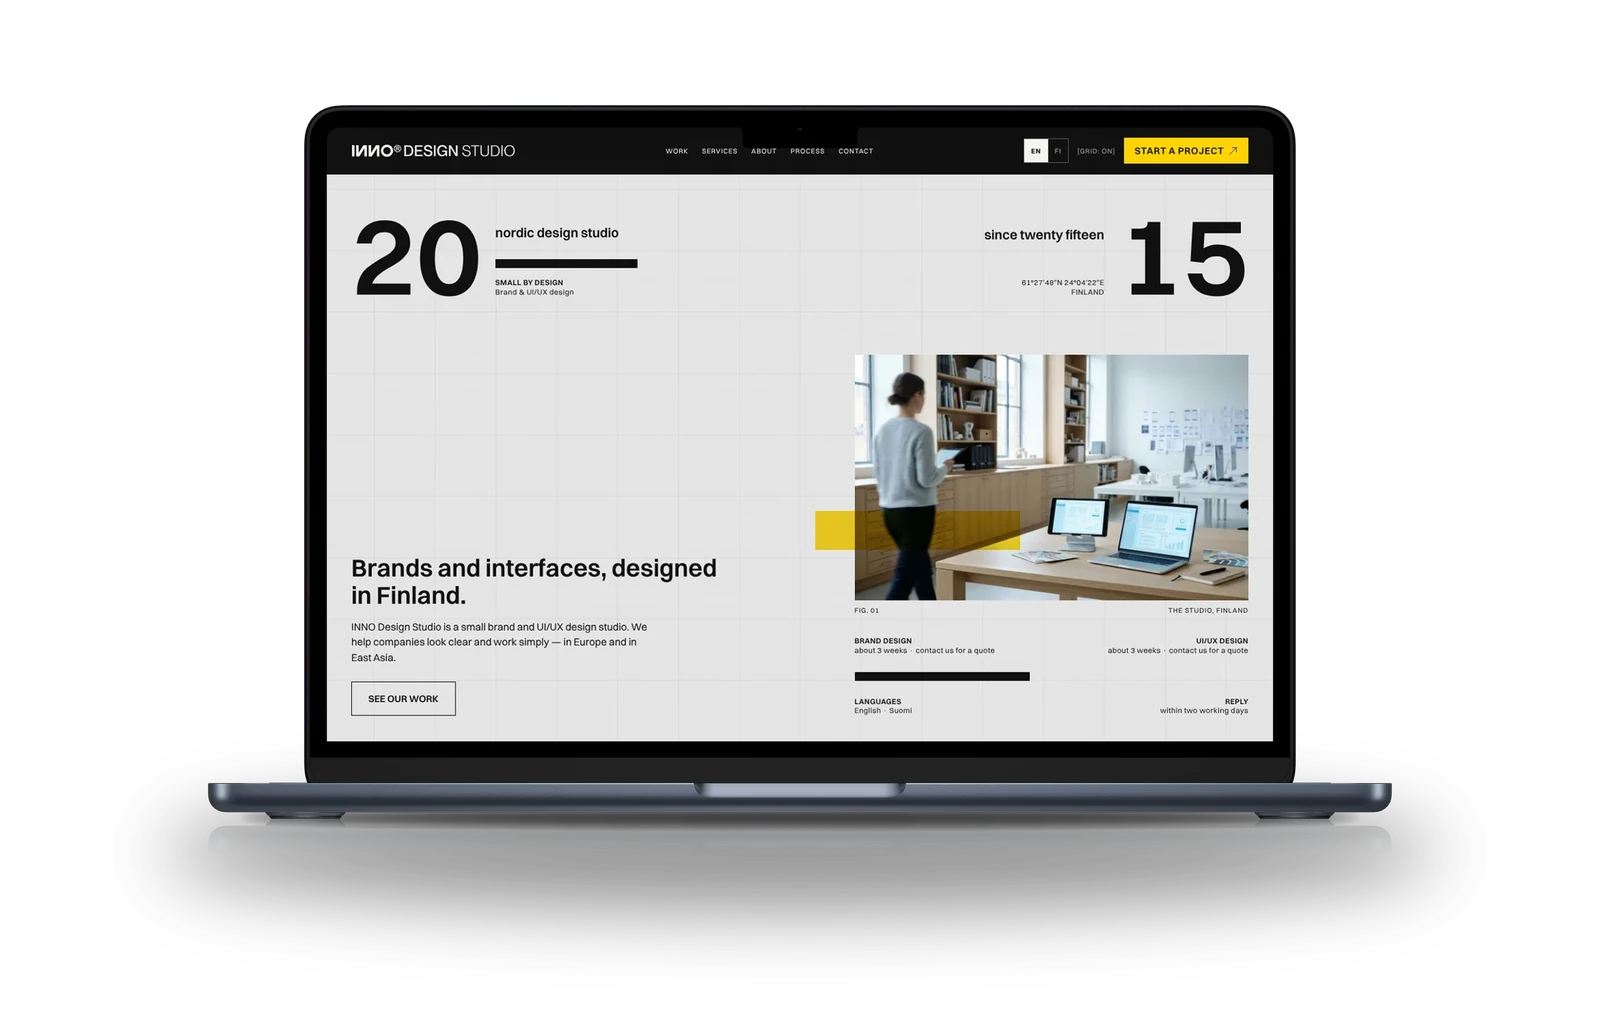 INNO® DESIGN STUDIO
WORK SERVICES ABOUT PROCESS CONTACT
EN FI [GRID: ON] START A PROJECT ↗
20
nordic design studio
SMALL BY DESIGN
Brand & UI/UX design
since twenty fifteen
61°27'48"N 24°04'22"E
FINLAND
15
Brands and interfaces, designed
in Finland.
INNO Design Studio is a small brand and UI/UX design studio. We
help companies look clear and work simply — in Europe and in
East Asia.
SEE OUR WORK
FIG. 01 THE STUDIO, FINLAND
BRAND DESIGN
about 3 weeks · contact us for a quote
UI/UX DESIGN
about 3 weeks · contact us for a quote
LANGUAGES
English · Suomi
REPLY
within two working days